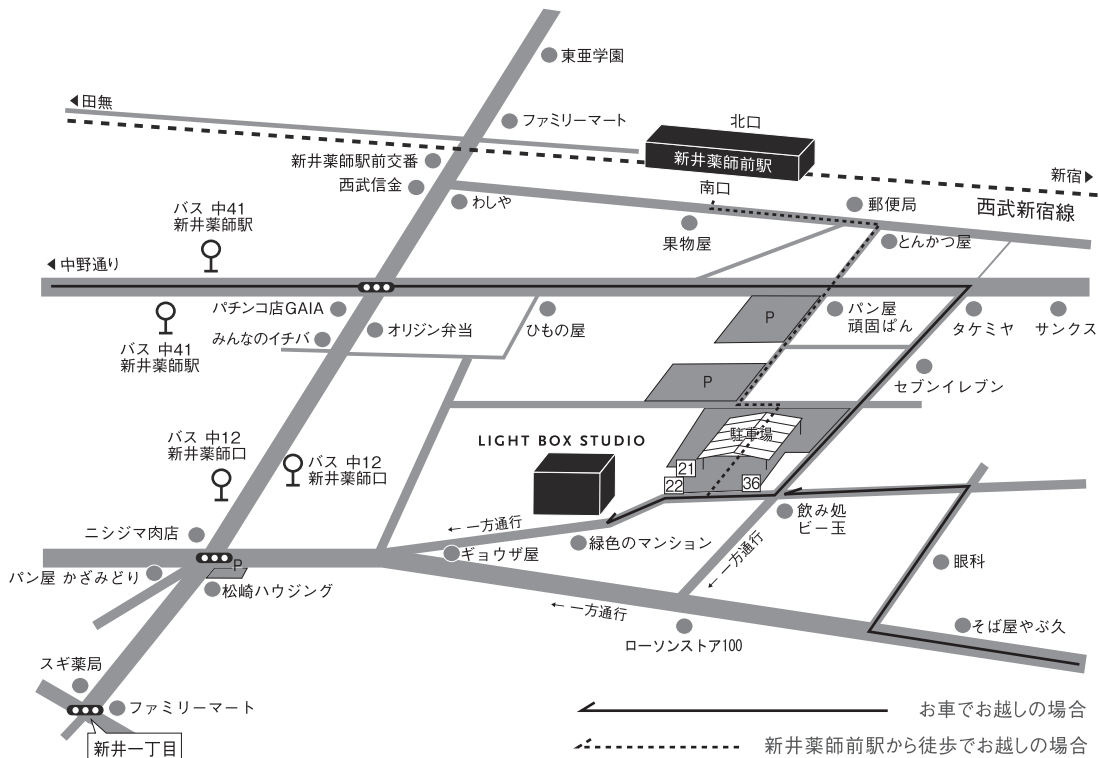 東亜学園
◀田無
ファミリーマート
北口
新井薬師前駅
新井薬師駅前交番
西武信金
新宿▶
南口
わしや
郵便局
西武新宿線
バス 中41
新井薬師駅
果物屋
とんかつ屋
◀中野通り
パチンコ店GAIA
みんなのイチバ
オリジン弁当
ひもの屋
P
パン屋
頑固ぱん
タケミヤ
サンクス
バス 中41
新井薬師駅
P
セブンイレブン
駐車場
LIGHT BOX STUDIO
バス 中12
新井薬師口
バス 中12
新井薬師口
21
22
36
飲み処
ビー玉
ニシジマ肉店
← 一方通行
ギョウザ屋
緑色のマンション
← 一方通行
眼科
P
パン屋 かざみどり
松崎ハウジング
← 一方通行
ローソンストア100
そば屋やぶ久
スギ薬局
ファミリーマート
新井一丁目
お車でお越しの場合
新井薬師前駅から徒歩でお越しの場合